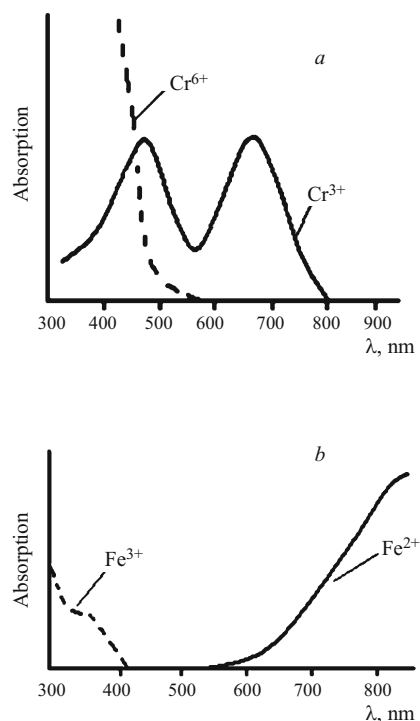 a
Cr6+
Absorption
Cr3+
300 400 500 600 700 800 900
λ, nm
b
Absorption
Fe3+
Fe2+
300 400 500 600 700 800
λ, nm